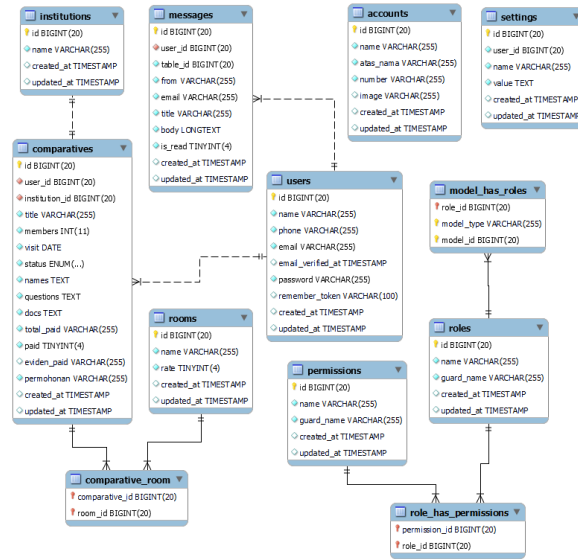 institutions
id BIGINT(20)
name VARCHAR(255)
created_at TIMESTAMP
updated_at TIMESTAMP
messages
id BIGINT(20)
user_id BIGINT(20)
table_id BIGINT(20)
from VARCHAR(255)
email VARCHAR(255)
title VARCHAR(255)
body LONGTEXT
is_read TINYINT(4)
created_at TIMESTAMP
updated_at TIMESTAMP
accounts
id BIGINT(20)
name VARCHAR(255)
atas_nama VARCHAR(255)
number VARCHAR(255)
image VARCHAR(255)
created_at TIMESTAMP
updated_at TIMESTAMP
settings
id BIGINT(20)
user_id BIGINT(20)
name VARCHAR(255)
value TEXT
created_at TIMESTAMP
updated_at TIMESTAMP
comparatives
id BIGINT(20)
user_id BIGINT(20)
institution_id BIGINT(20)
title VARCHAR(255)
members INT(11)
visit DATE
status ENUM(...)
names TEXT
questions TEXT
docs TEXT
total_paid VARCHAR(255)
paid TINYINT(4)
eviden_paid VARCHAR(255)
permohonan VARCHAR(255)
created_at TIMESTAMP
updated_at TIMESTAMP
users
id BIGINT(20)
name VARCHAR(255)
phone VARCHAR(255)
email VARCHAR(255)
email_verified_at TIMESTAMP
password VARCHAR(255)
remember_token VARCHAR(100)
created_at TIMESTAMP
updated_at TIMESTAMP
model_has_roles
role_id BIGINT(20)
model_type VARCHAR(255)
model_id BIGINT(20)
rooms
id BIGINT(20)
name VARCHAR(255)
rate TINYINT(4)
created_at TIMESTAMP
updated_at TIMESTAMP
roles
id BIGINT(20)
name VARCHAR(255)
guard_name VARCHAR(255)
created_at TIMESTAMP
updated_at TIMESTAMP
permissions
id BIGINT(20)
name VARCHAR(255)
guard_name VARCHAR(255)
created_at TIMESTAMP
updated_at TIMESTAMP
comparative_room
comparative_id BIGINT(20)
room_id BIGINT(20)
role_has_permissions
permission_id BIGINT(20)
role_id BIGINT(20)